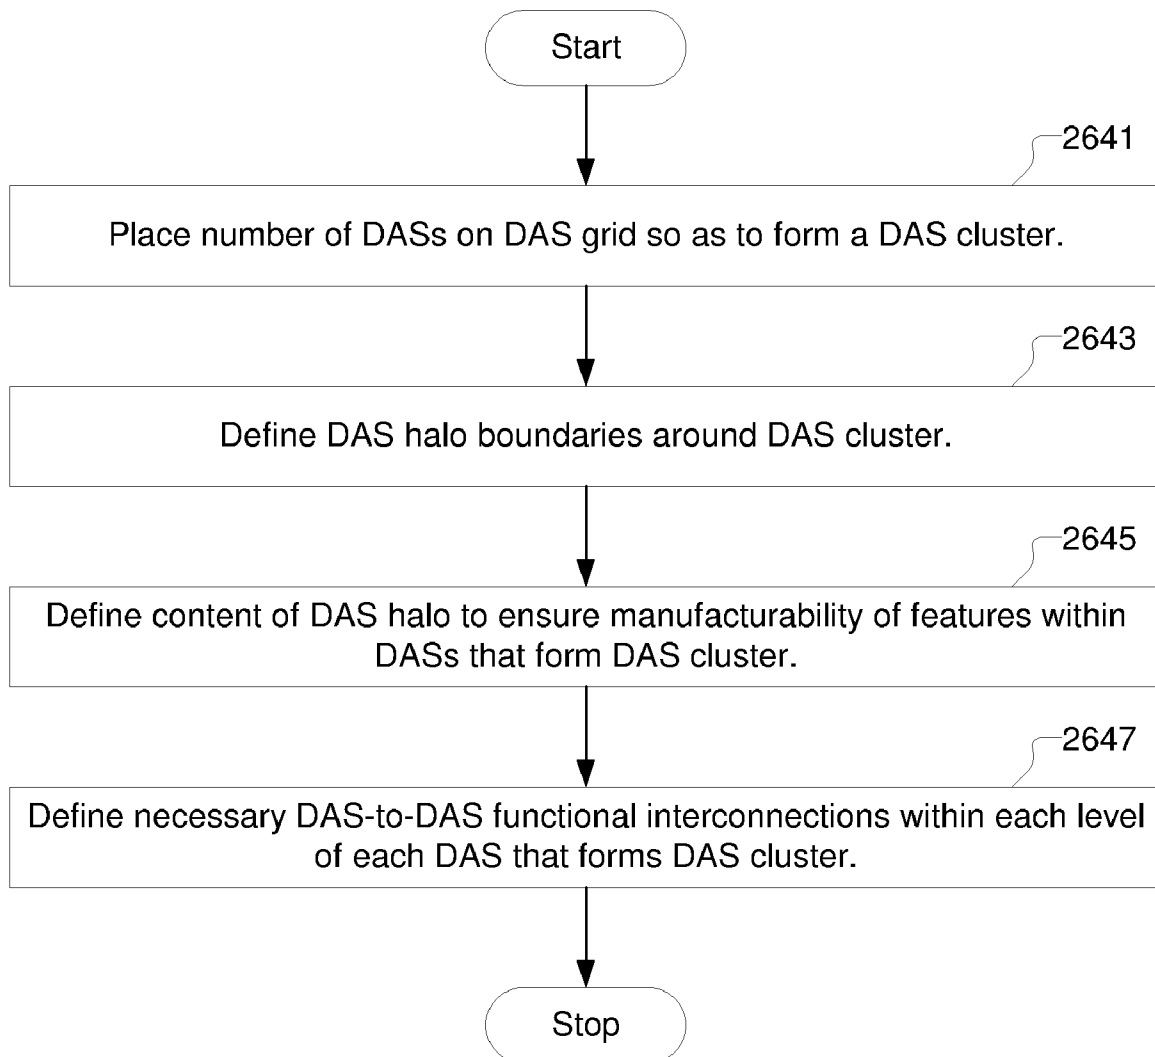 Start
2641
Place number of DASs on DAS grid so as to form a DAS cluster.
2643
Define DAS halo boundaries around DAS cluster.
2645
Define content of DAS halo to ensure manufacturability of features within
DASs that form DAS cluster.
2647
Define necessary DAS-to-DAS functional interconnections within each level
of each DAS that forms DAS cluster.
Stop